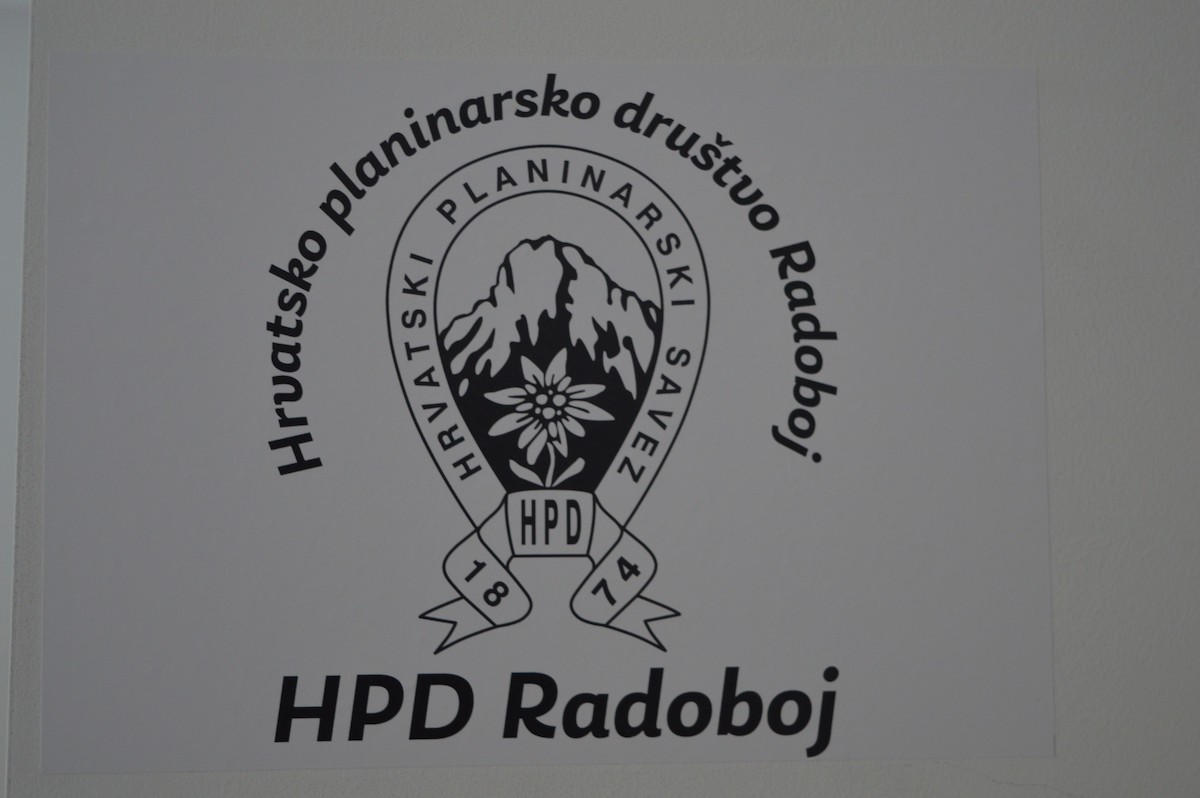 Hrvatsko planinarsko društvo Radoboj
HRVATSKI PLANINARSKI SAVEZ
HPD
18 74
HPD Radoboj